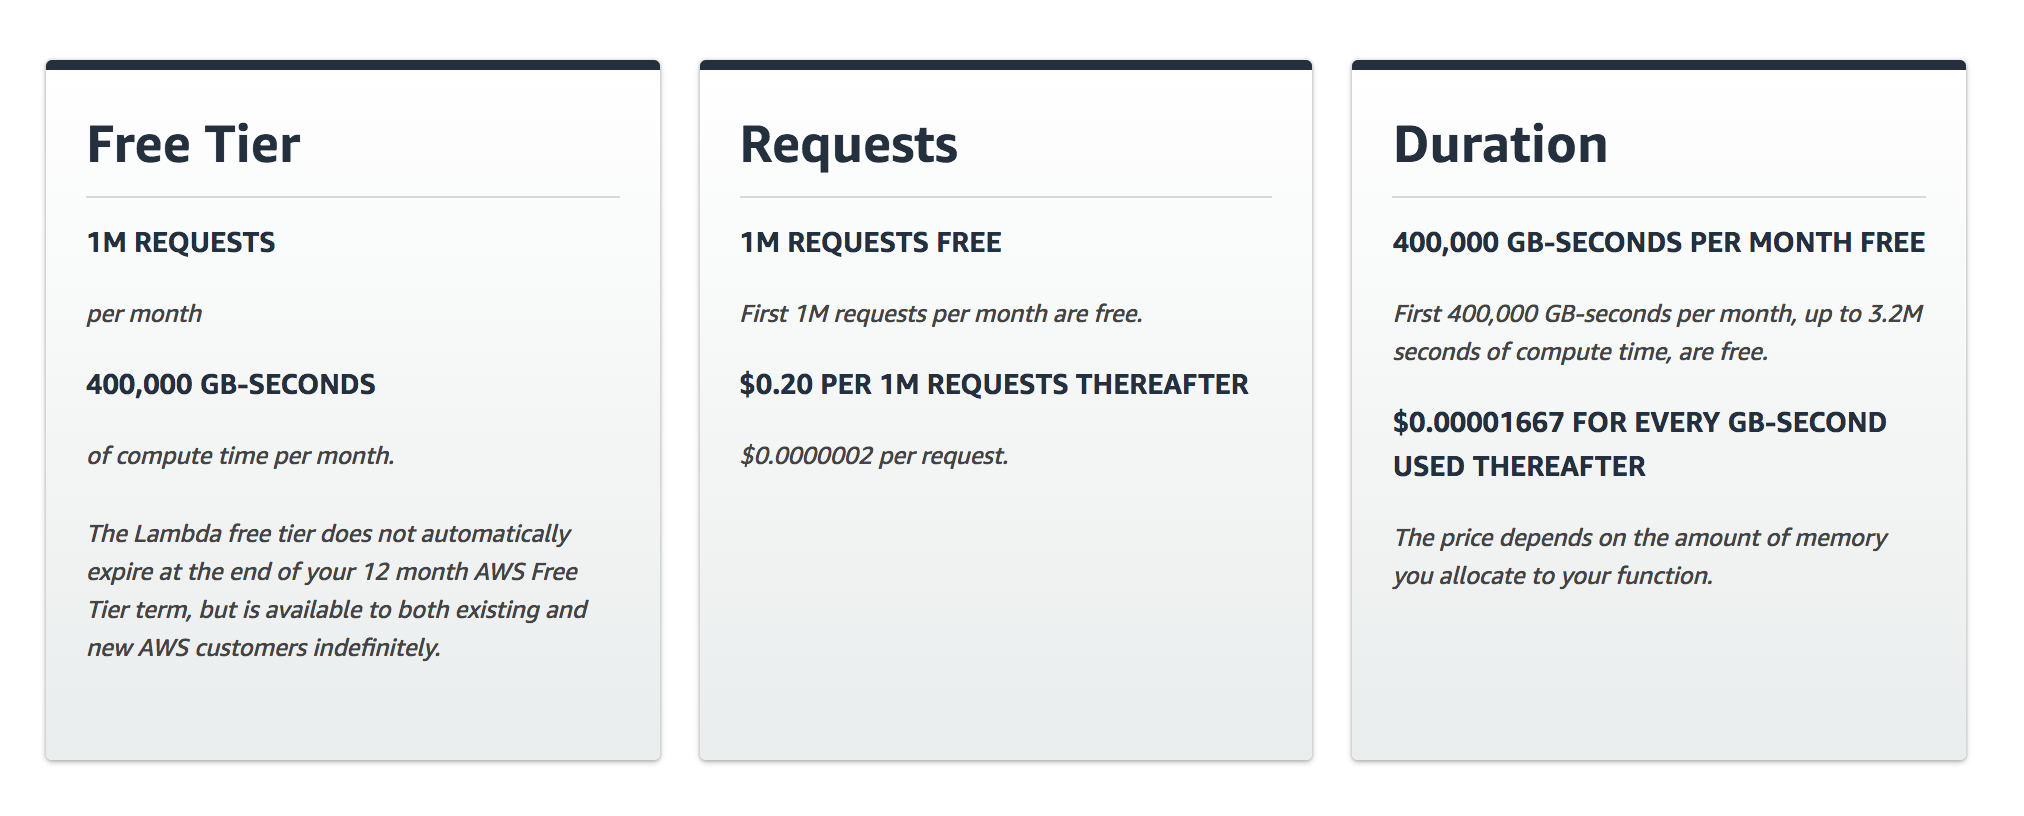 Free Tier
1M REQUESTS
per month
400,000 GB-SECONDS
of compute time per month.
The Lambda free tier does not automatically
expire at the end of your 12 month AWS Free
Tier term, but is available to both existing and
new AWS customers indefinitely.
Requests
1M REQUESTS FREE
First 1M requests per month are free.
$0.20 PER 1M REQUESTS THEREAFTER
$0.0000002 per request.
Duration
400,000 GB-SECONDS PER MONTH FREE
First 400,000 GB-seconds per month, up to 3.2M
seconds of compute time, are free.
$0.00001667 FOR EVERY GB-SECOND
USED THEREAFTER
The price depends on the amount of memory
you allocate to your function.